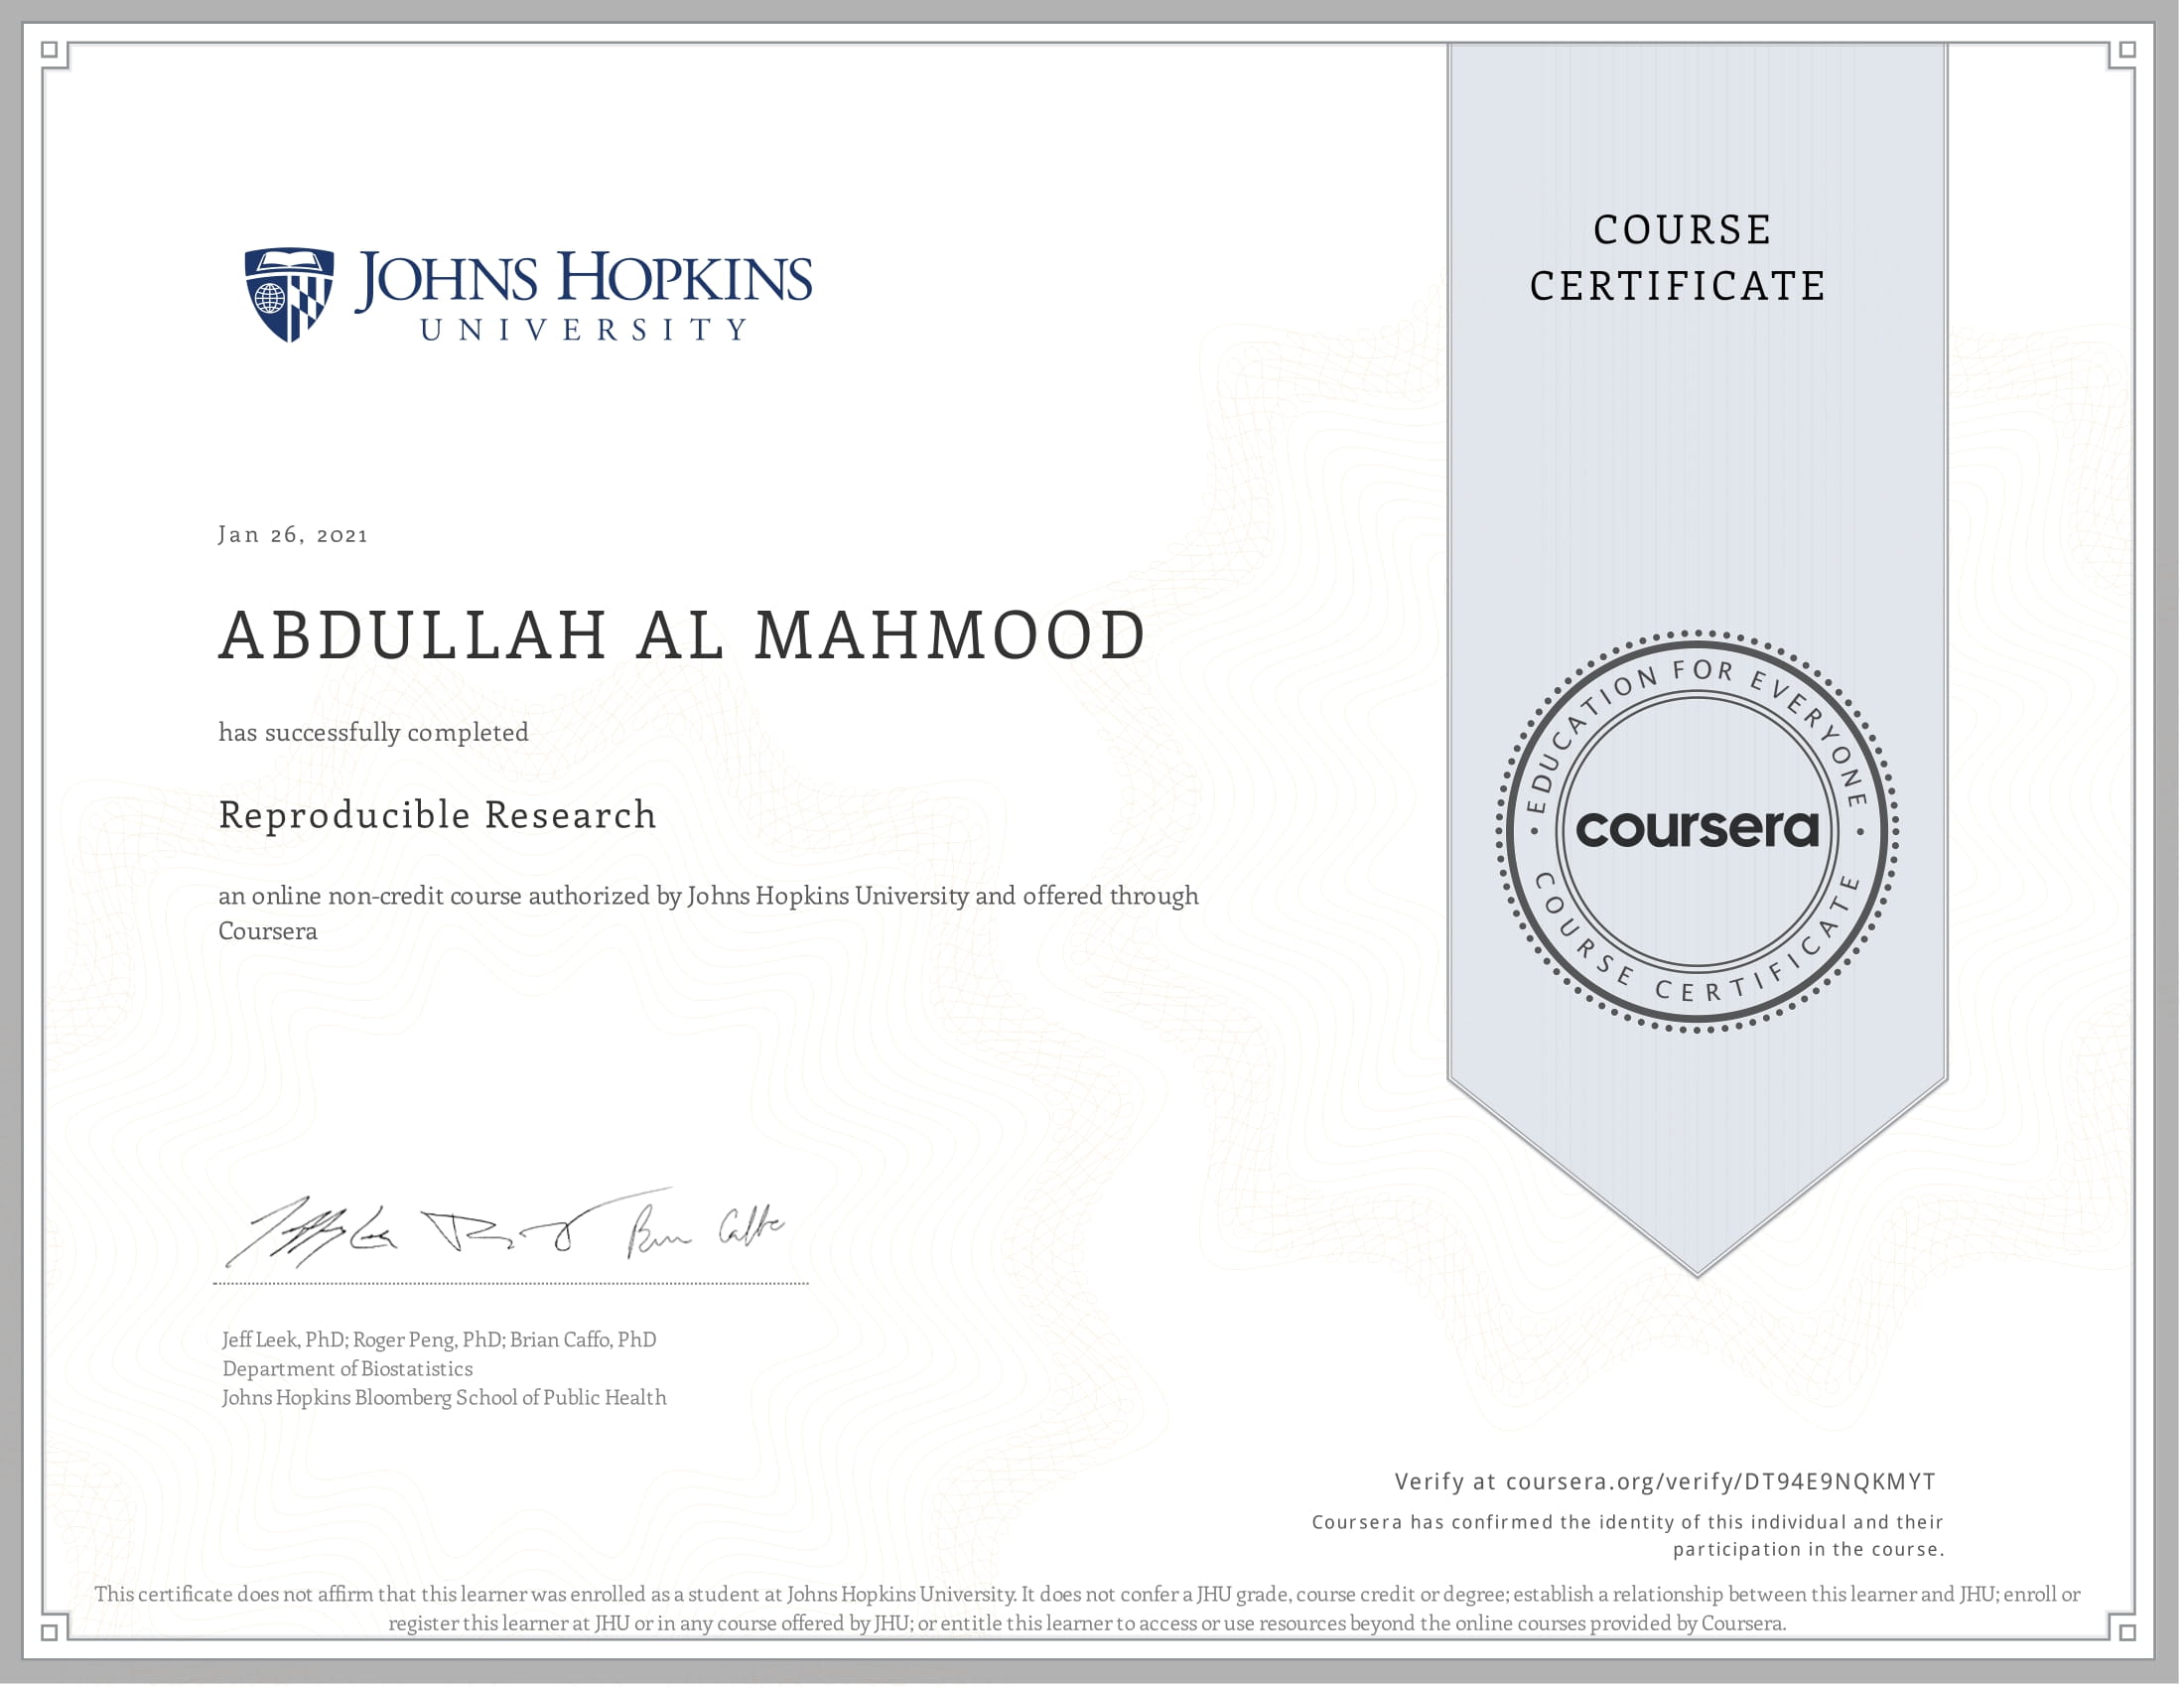 JOHNS HOPKINS
UNIVERSITY
COURSE
CERTIFICATE
Jan 26, 2021
ABDULLAH AL MAHMOOD
has successfully completed
Reproducible Research
an online non-credit course authorized by Johns Hopkins University and offered through
Coursera
EDUCATION FOR EVERYONE
coursera
COURSE CERTIFICATE
Jeff Leek, PhD; Roger Peng, PhD; Brian Caffo, PhD
Department of Biostatistics
Johns Hopkins Bloomberg School of Public Health
Verify at coursera.org/verify/DT94E9NQKMYT
Coursera has confirmed the identity of this individual and their
participation in the course.
This certificate does not affirm that this learner was enrolled as a student at Johns Hopkins University. It does not confer a JHU grade, course credit or degree; establish a relationship between this learner and JHU; enroll or
register this learner at JHU or in any course offered by JHU; or entitle this learner to access or use resources beyond the online courses provided by Coursera.